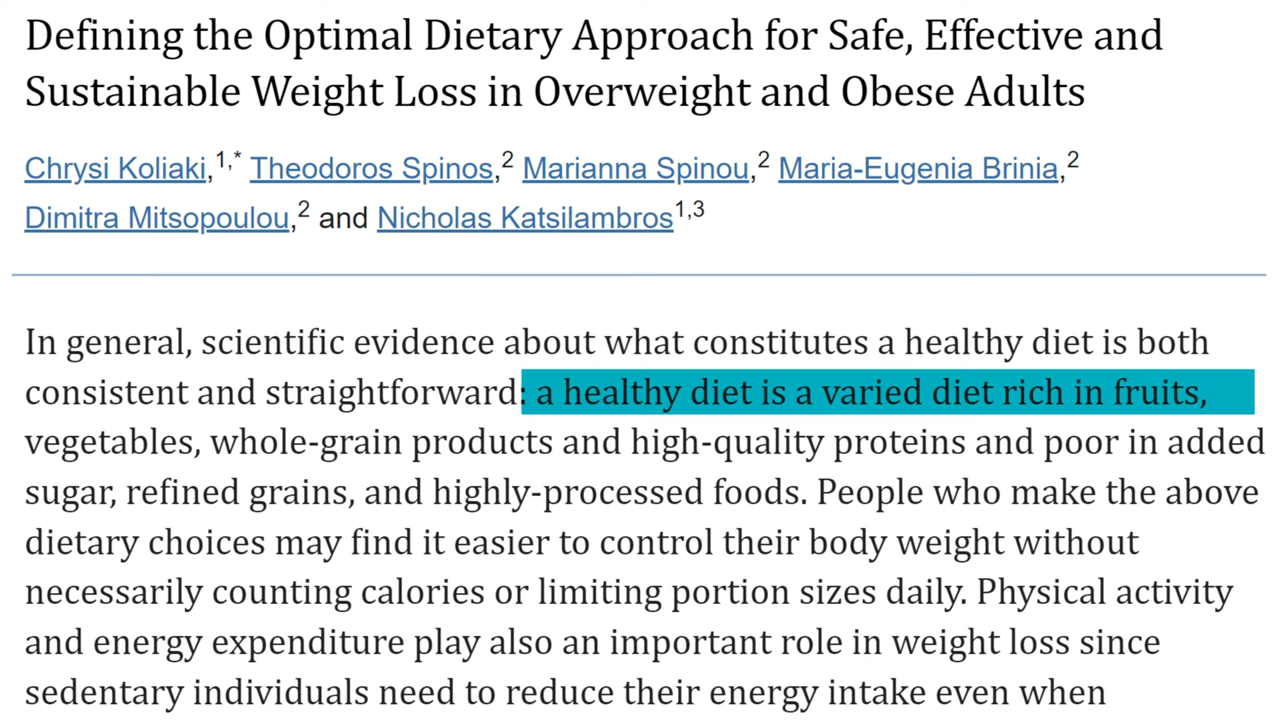 Defining the Optimal Dietary Approach for Safe, Effective and
Sustainable Weight Loss in Overweight and Obese Adults
Chrysi Koliaki,1,* Theodoros Spinos,2 Marianna Spinou,2 Maria-Eugenia Brinia,2
Dimitra Mitsopoulou,2 and Nicholas Katsilambros1,3
In general, scientific evidence about what constitutes a healthy diet is both
consistent and straightforward: a healthy diet is a varied diet rich in fruits,
vegetables, whole-grain products and high-quality proteins and poor in added
sugar, refined grains, and highly-processed foods. People who make the above
dietary choices may find it easier to control their body weight without
necessarily counting calories or limiting portion sizes daily. Physical activity
and energy expenditure play also an important role in weight loss since
sedentary individuals need to reduce their energy intake even when